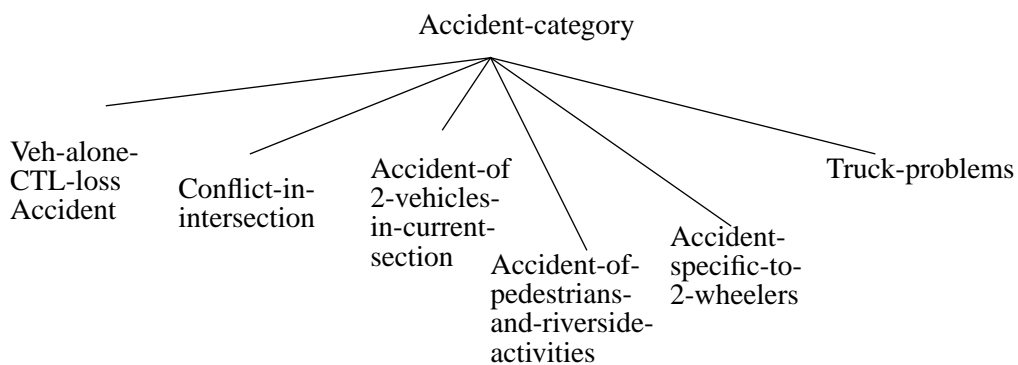 Accident-category
Veh-alone-
CTL-loss
Accident
Conflict-in-
intersection
Accident-of
2-vehicles-
in-current-
section
Accident-of-
pedestrians-
and-riverside-
activities
Accident-
specific-to-
2-wheelers
Truck-problems